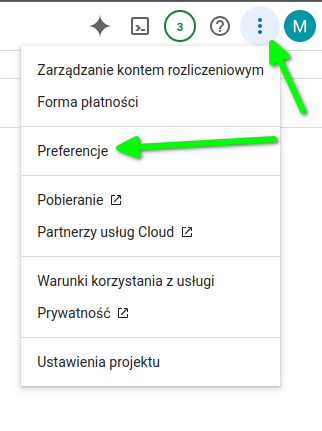 3
M
Zarządzanie kontem rozliczeniowym
Forma płatności
Preferencje
Pobieranie
Partnerzy usług Cloud
Warunki korzystania z usługi
Prywatność
Ustawienia projektu